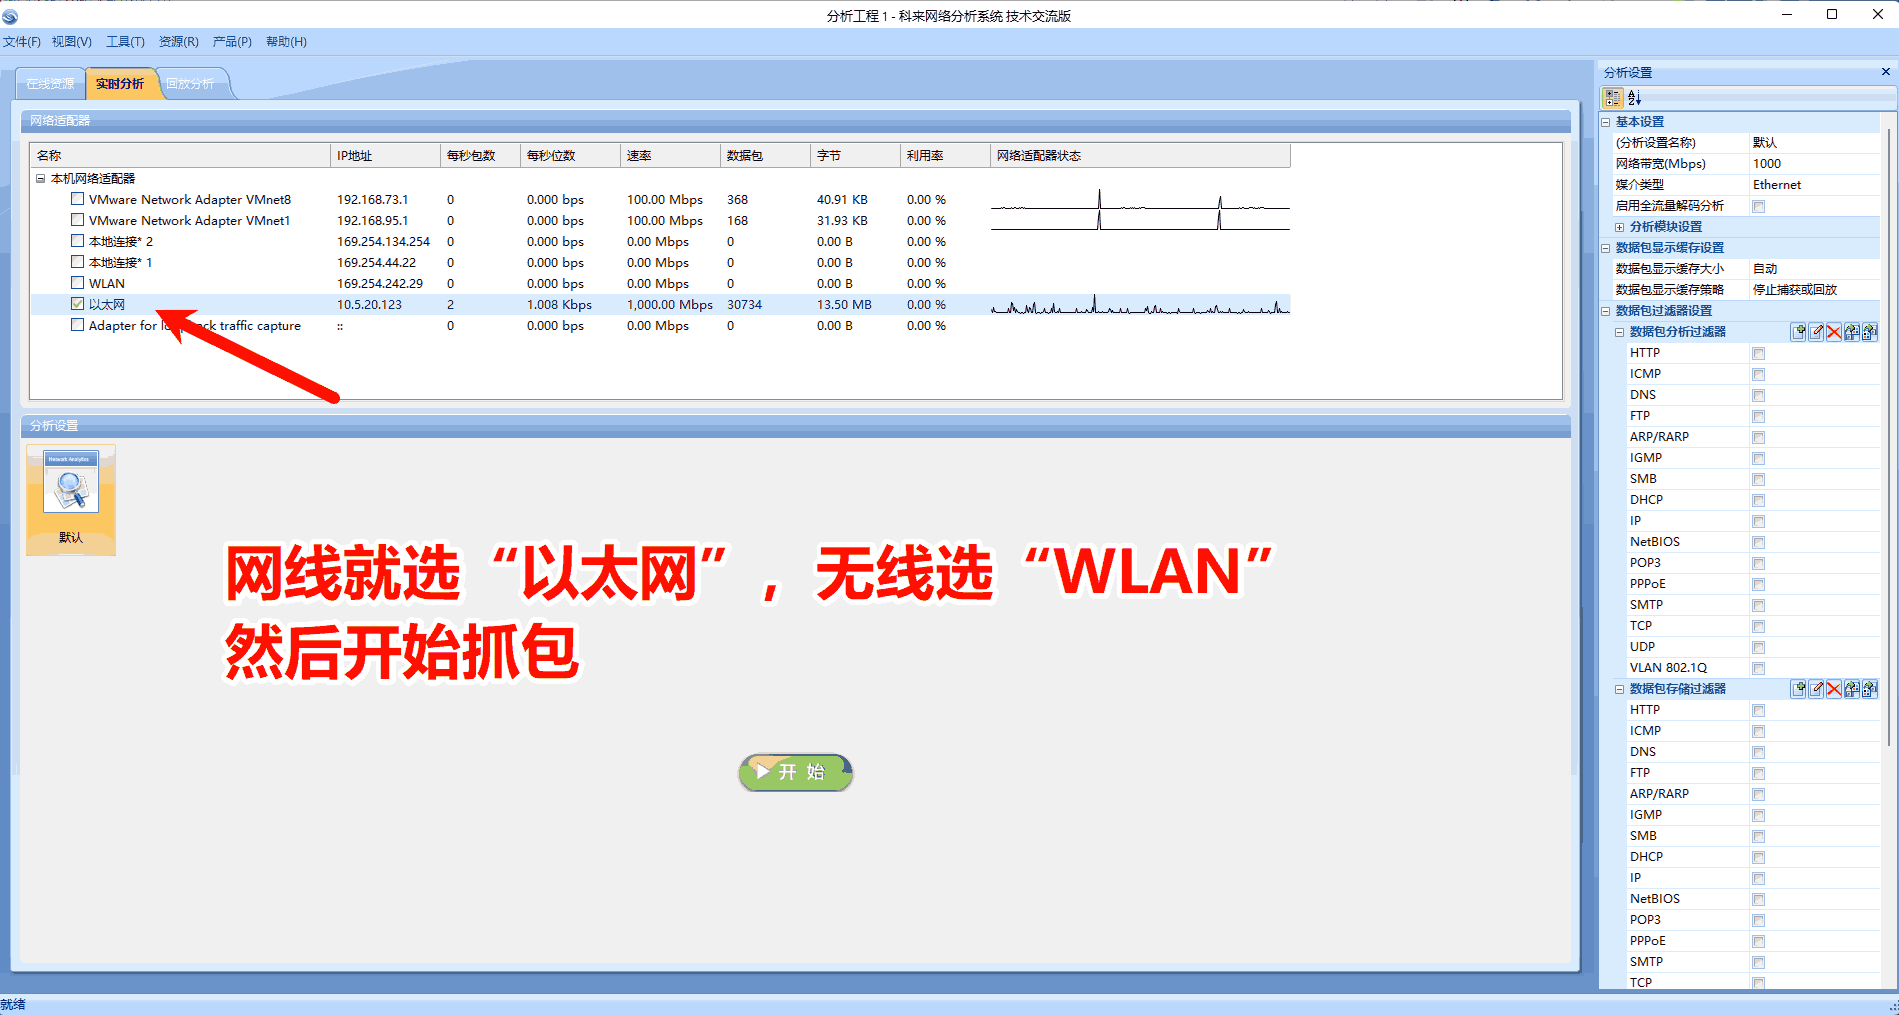 分析工程 1 - 科来网络分析系统 技术交流版
文件(F) 视图(V) 工具(T) 资源(R) 产品(P) 帮助(H)
在线资源 实时分析 回放分析
网络适配器
名称 IP地址 每秒包数 每秒位数 速率 数据包 字节 利用率 网络适配器状态
本机网络适配器
VMware Network Adapter VMnet8 192.168.73.1 0 0.000 bps 100.00 Mbps 368 40.91 KB 0.00 %
VMware Network Adapter VMnet1 192.168.95.1 0 0.000 bps 100.00 Mbps 168 31.93 KB 0.00 %
本地连接* 2 169.254.134.254 0 0.000 bps 0.00 Mbps 0 0.00 B 0.00 %
本地连接* 1 169.254.44.22 0 0.000 bps 0.00 Mbps 0 0.00 B 0.00 %
WLAN 169.254.242.29 0 0.000 bps 0.00 Mbps 0 0.00 B 0.00 %
以太网 10.5.20.123 2 1.008 Kbps 1,000.00 Mbps 30734 13.50 MB 0.00 %
Adapter for ck traffic capture :: 0 0.000 bps 0.00 Mbps 0 0.00 B 0.00 %
分析设置
Network Analytics
默认
网线就选“以太网”，无线选“WLAN”
然后开始抓包
开 始
就绪
分析设置
基本设置
(分析设置名称) 默认
网络带宽(Mbps) 1000
媒介类型 Ethernet
启用全流量解码分析
分析模块设置
数据包显示缓存设置
数据包显示缓存大小 自动
数据包显示缓存策略 停止捕获或回放
数据包过滤器设置
数据包分析过滤器
HTTP
ICMP
DNS
FTP
ARP/RARP
IGMP
SMB
DHCP
IP
NetBIOS
POP3
PPPoE
SMTP
TCP
UDP
VLAN 802.1Q
数据包存储过滤器
HTTP
ICMP
DNS
FTP
ARP/RARP
IGMP
SMB
DHCP
IP
NetBIOS
POP3
PPPoE
SMTP
TCP